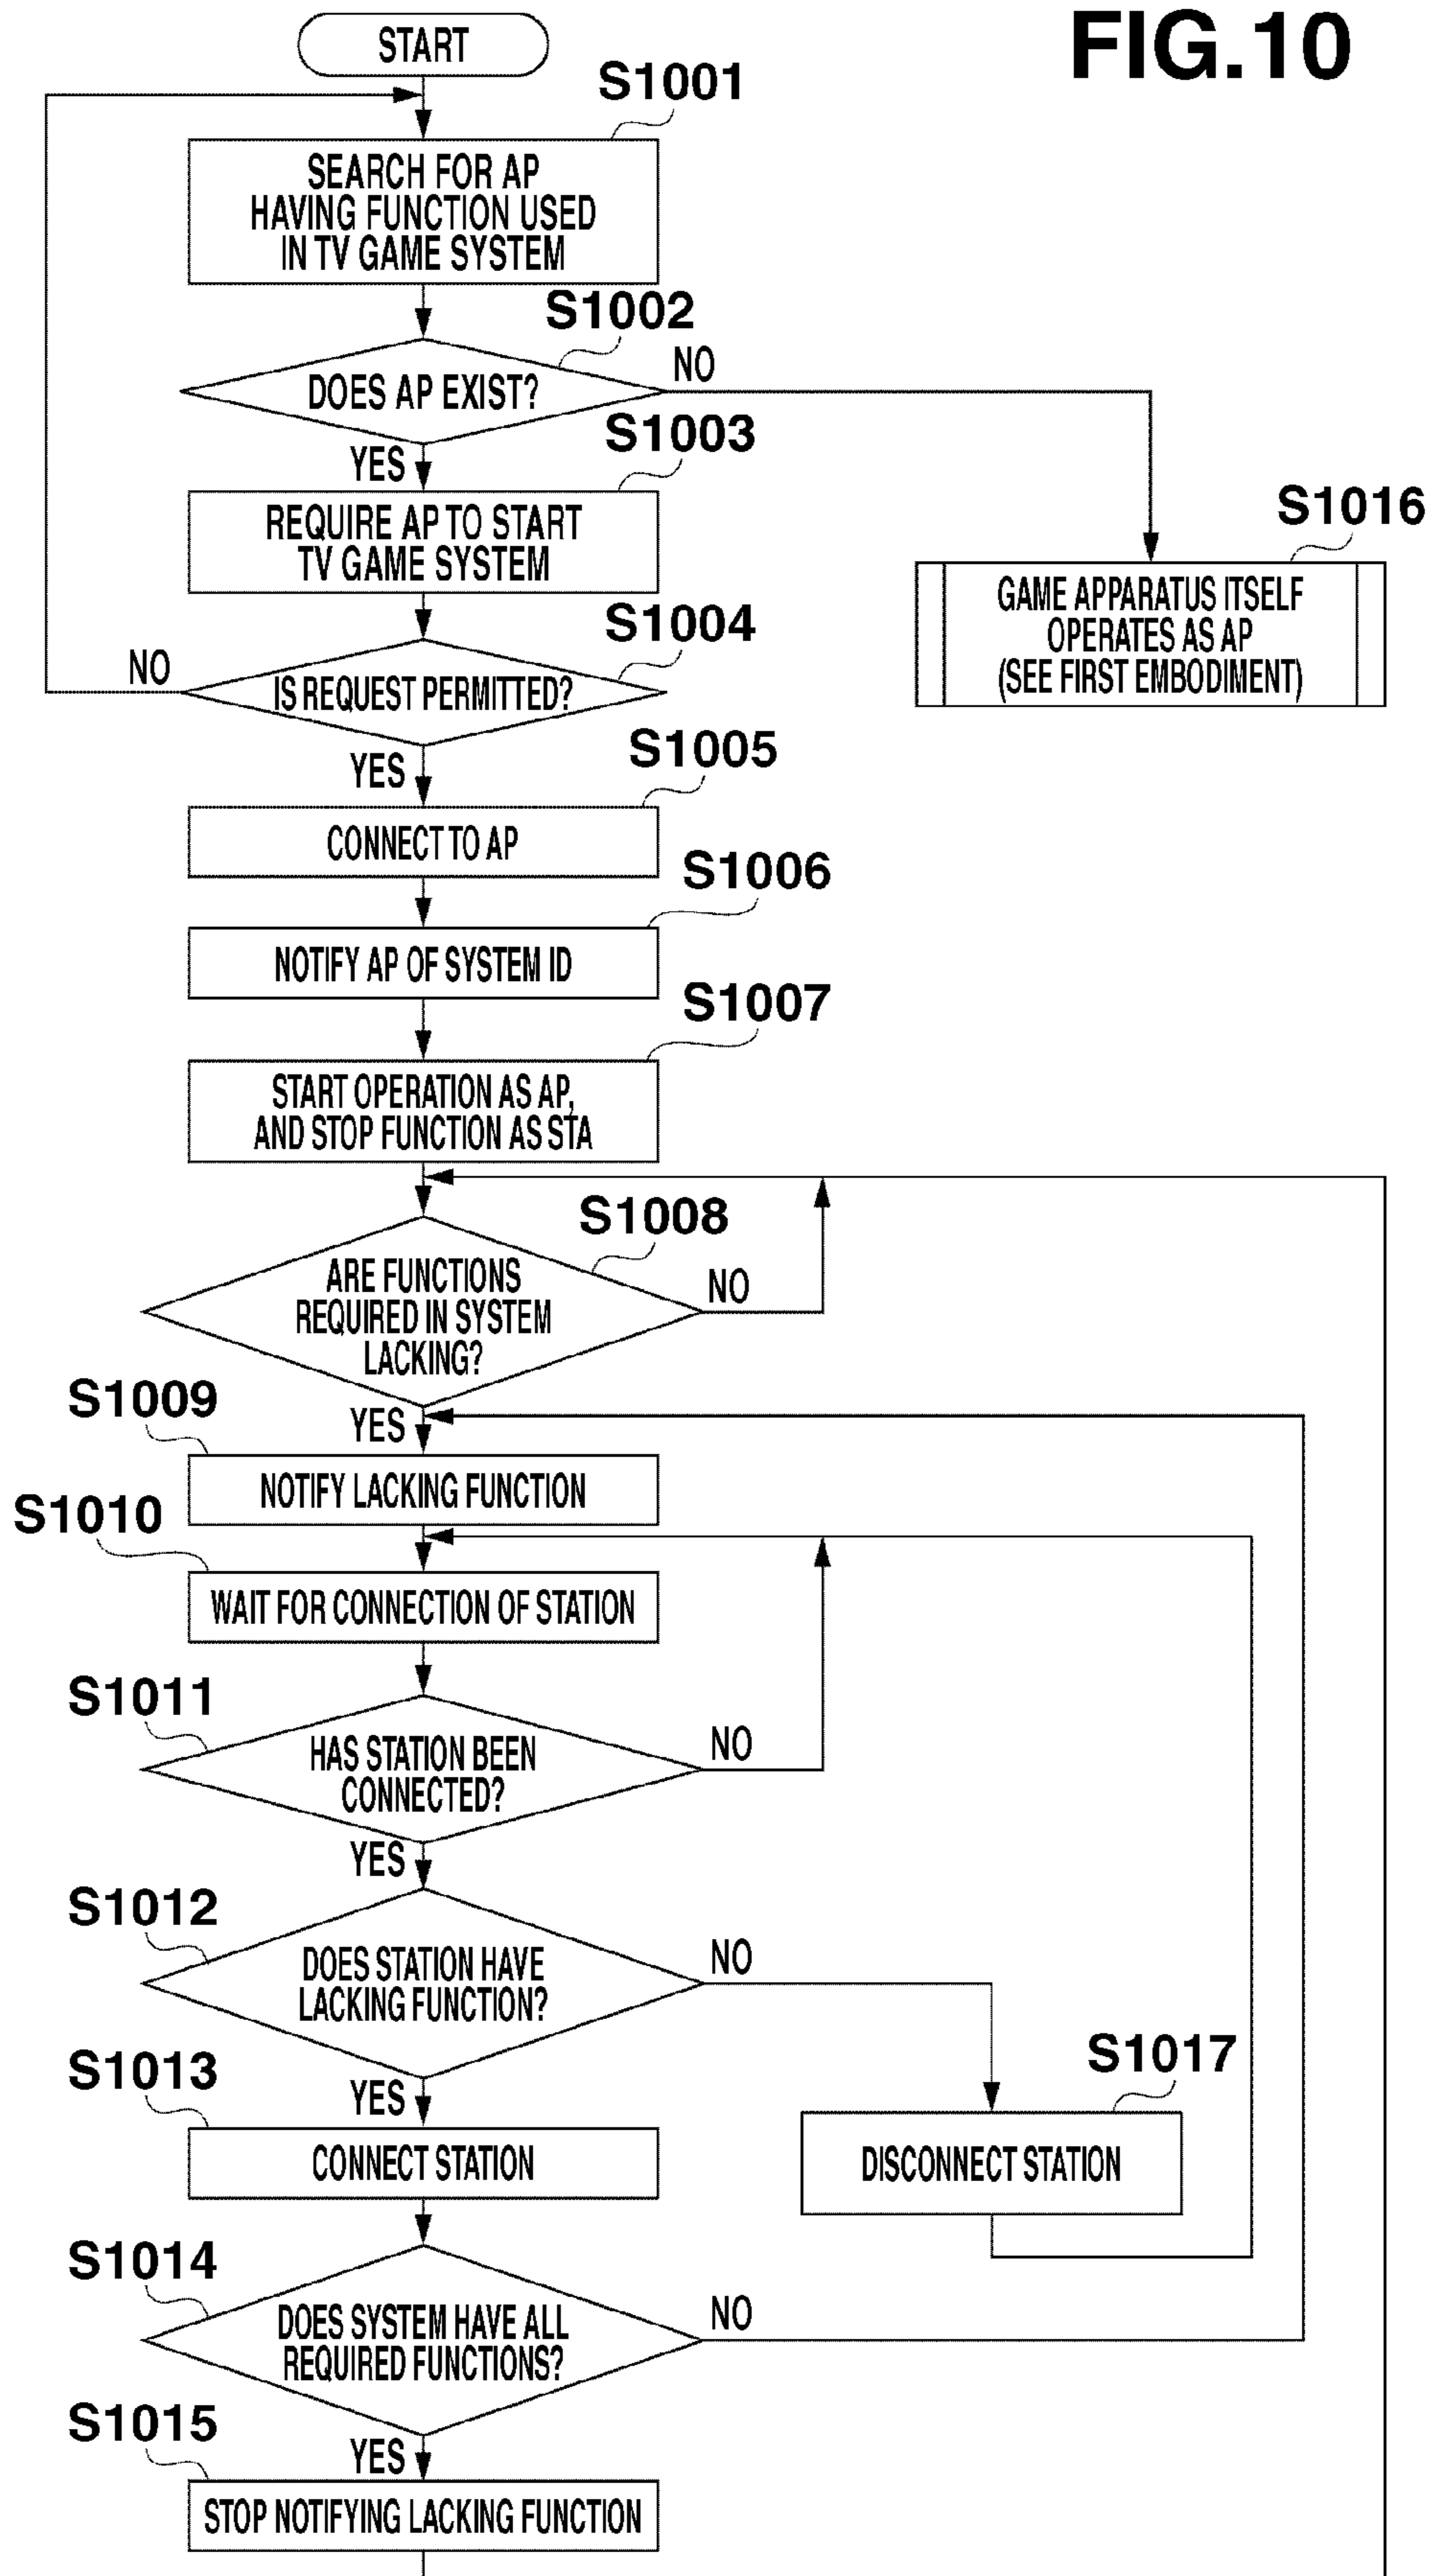 FIG.10
START
S1001
SEARCH FOR AP
HAVING FUNCTION USED
IN TV GAME SYSTEM
S1002
DOES AP EXIST?
NO
YES
S1003
REQUIRE AP TO START
TV GAME SYSTEM
S1016
GAME APPARATUS ITSELF
OPERATES AS AP
(SEE FIRST EMBODIMENT)
S1004
NO
IS REQUEST PERMITTED?
YES
S1005
CONNECT TO AP
S1006
NOTIFY AP OF SYSTEM ID
S1007
START OPERATION AS AP,
AND STOP FUNCTION AS STA
S1008
ARE FUNCTIONS
REQUIRED IN SYSTEM
LACKING?
NO
YES
S1009
NOTIFY LACKING FUNCTION
S1010
WAIT FOR CONNECTION OF STATION
S1011
HAS STATION BEEN
CONNECTED?
NO
YES
S1012
DOES STATION HAVE
LACKING FUNCTION?
NO
YES
S1017
DISCONNECT STATION
S1013
CONNECT STATION
S1014
DOES SYSTEM HAVE ALL
REQUIRED FUNCTIONS?
NO
YES
S1015
STOP NOTIFYING LACKING FUNCTION